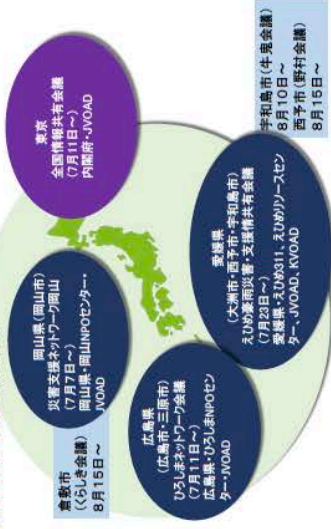 東京
全国情報共有会議
(7月11日～)
内閣府・JVOAD
岡山県(岡山市)
災害支援ネットワーク岡山
(7月7日～)
岡山県・岡山NPOセンター・
JVOAD
倉敷市
(くらしき会議)
8月15日～
広島県
(広島市・三原市)
ひろしまネットワーク会議
(7月11日～)
広島県・ひろしまNPOセン
ター・JVOAD
愛媛県
(大洲市・西予市・宇和島市)
えひめ豪雨災害・支援情共有会議
(7月23日～)
愛媛県・えひめ311、えひめリソースセン
ター、JVOAD、KVOAD
宇和島市(牛鬼会議)
8月10日～
西予市(野村会議)
8月15日～